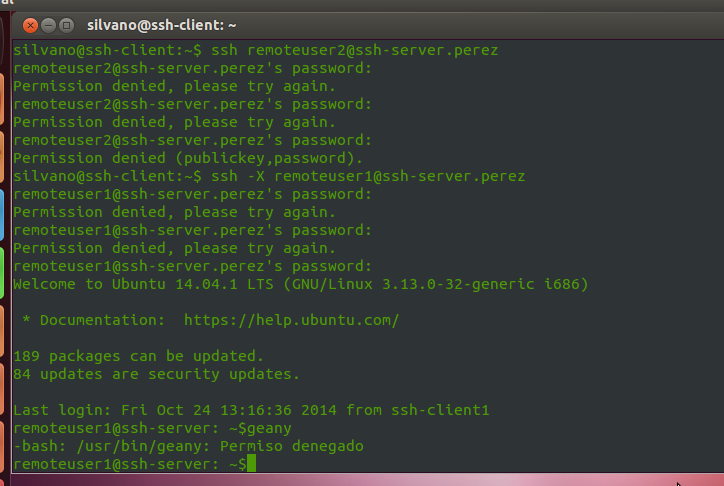 silvano@ssh-client: ~
silvano@ssh-client:~$ ssh remoteuser2@ssh-server.perez
remoteuser2@ssh-server.perez's password:
Permission denied, please try again.
remoteuser2@ssh-server.perez's password:
Permission denied, please try again.
remoteuser2@ssh-server.perez's password:
Permission denied (publickey,password).
silvano@ssh-client:~$ ssh -X remoteuser1@ssh-server.perez
remoteuser1@ssh-server.perez's password:
Permission denied, please try again.
remoteuser1@ssh-server.perez's password:
Permission denied, please try again.
remoteuser1@ssh-server.perez's password:
Welcome to Ubuntu 14.04.1 LTS (GNU/Linux 3.13.0-32-generic i686)
* Documentation:  https://help.ubuntu.com/
189 packages can be updated.
84 updates are security updates.
Last login: Fri Oct 24 13:16:36 2014 from ssh-client1
remoteuser1@ssh-server: ~$geany
-bash: /usr/bin/geany: Permiso denegado
remoteuser1@ssh-server: ~$